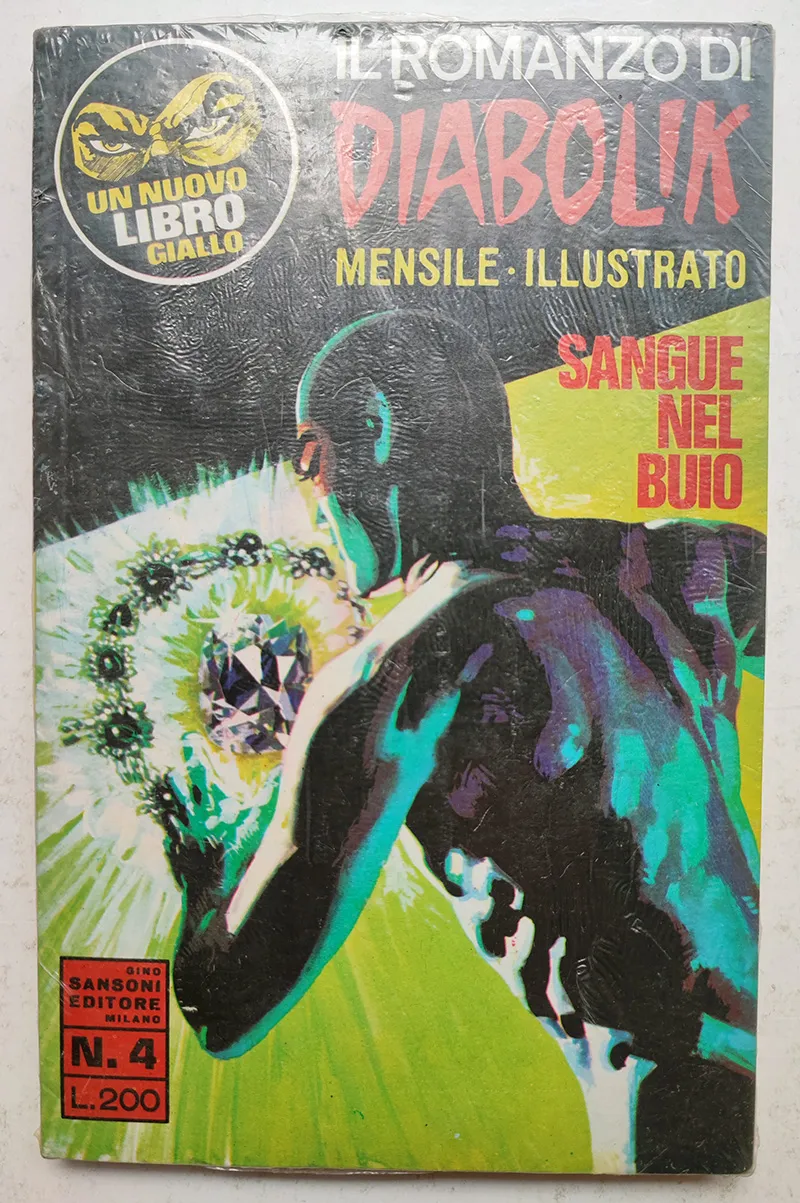 UN NUOVO
LIBRO
GIALLO
IL ROMANZO DI
DIABOLIK
MENSILE · ILLUSTRATO
SANGUE
NEL
BUIO
GINO
SANSONI
EDITORE
MILANO
N. 4
L. 200